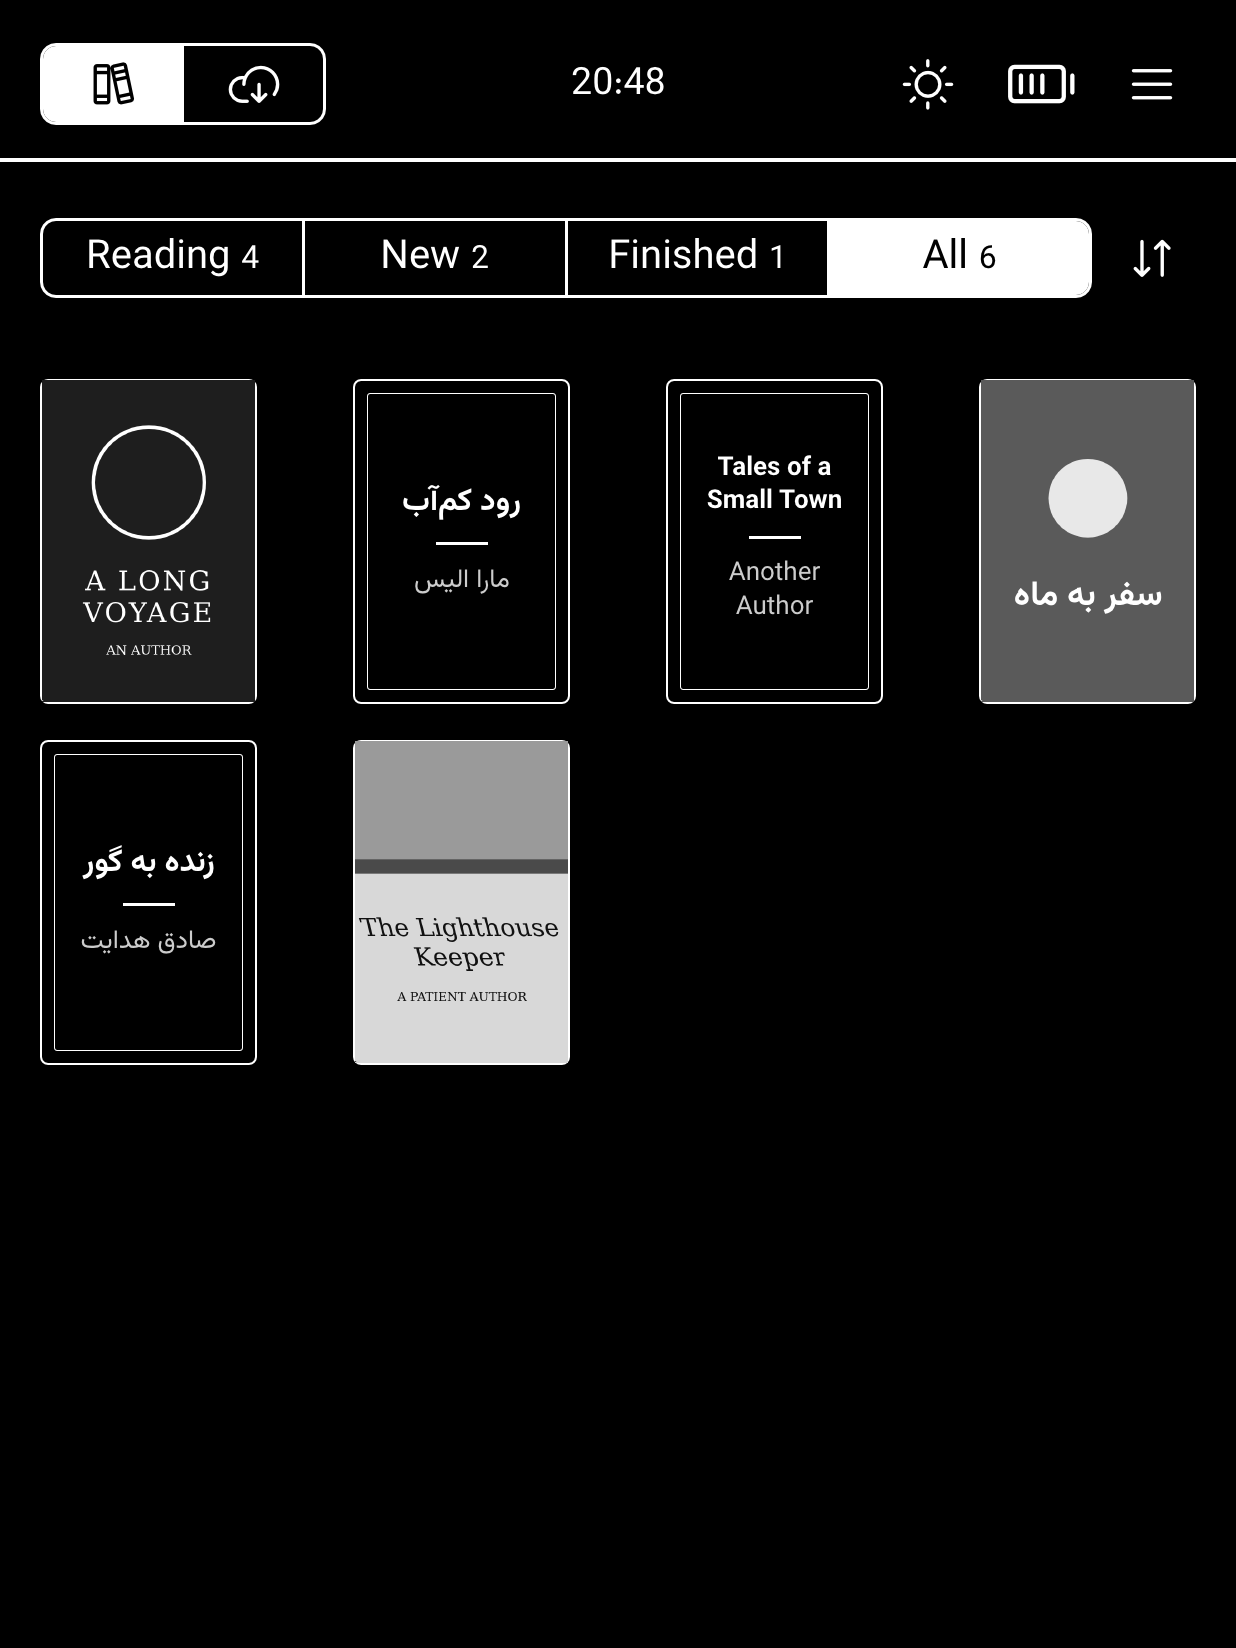 20:48
Reading 4
New 2
Finished 1
All 6
A LONG
VOYAGE
AN AUTHOR
رود کم‌آب
مارا الیس
Tales of a
Small Town
Another
Author
سفر به ماه
زنده به گور
صادق هدایت
The Lighthouse
Keeper
A PATIENT AUTHOR